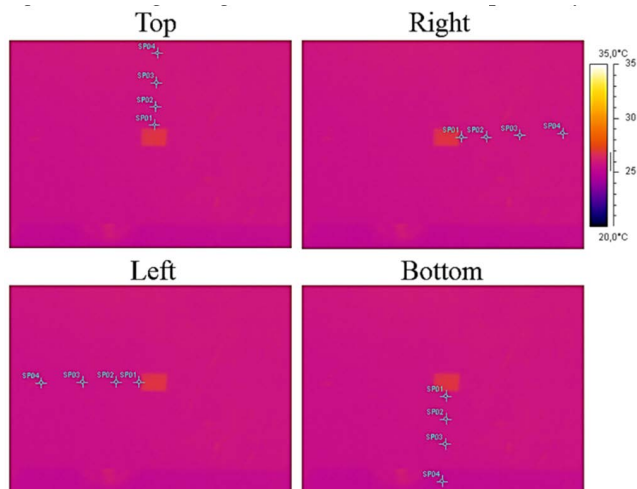 Top
Right
SP04
SP03
SP02
SP01
SP01 SP02 SP03 SP04
35,0°C
35
30
25
20,0°C
Left
Bottom
SP04 SP03 SP02 SP01
SP01
SP02
SP03
SP04